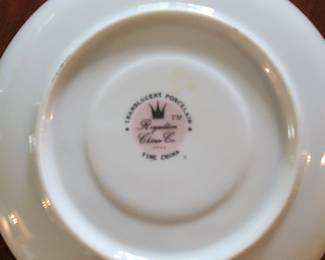 ★ TRANSLUCENT PORCELAIN ★
TM
Royalton
China Co.
FINE CHINA